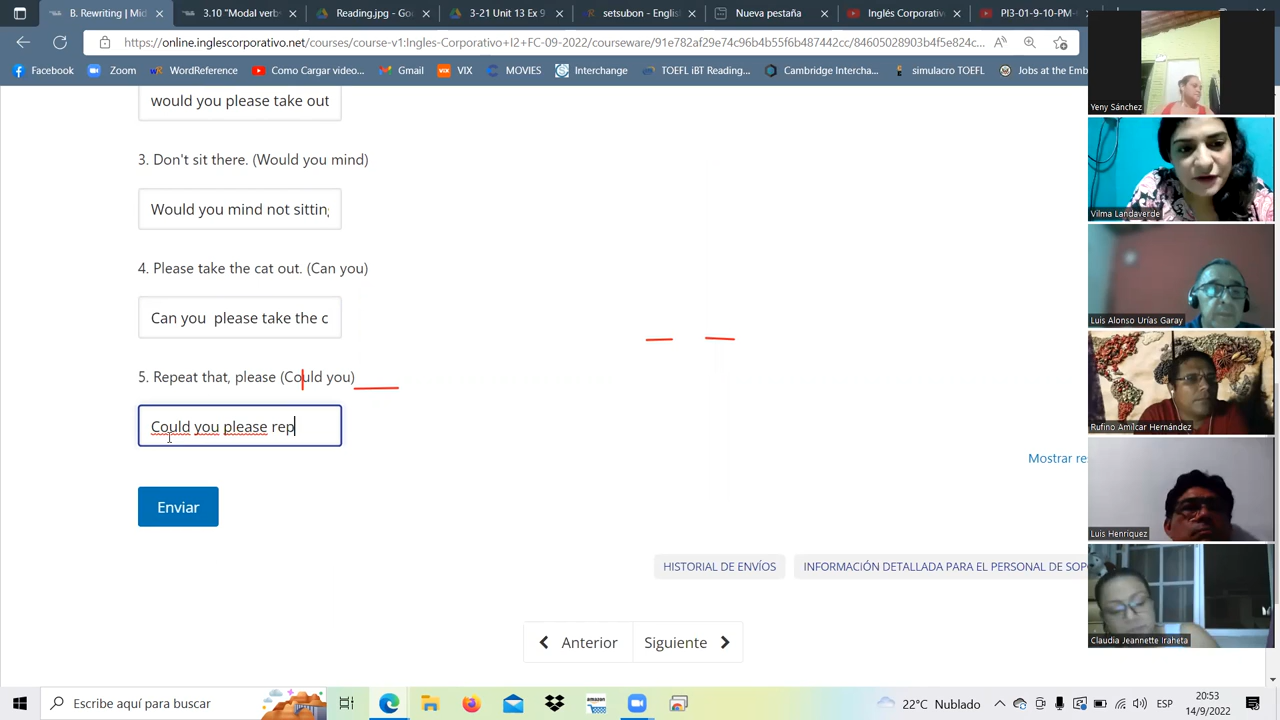 B. Rewriting | Mid
3.10 "Modal verb
Reading.jpg - Goo
3-21 Unit 13 Ex 9
setsubon - English
Nueva pestaña
Inglés Corporativo
PI3-01-9-10-PM-
https://online.inglescorporativo.net/courses/course-v1:Ingles-Corporativo+I2+FC-09-2022/courseware/91e782af29e74c96b4b55f6b487442cc/84605028903b4f5e824c...
Facebook
Zoom
WordReference
Como Cargar video...
Gmail
VIX
MOVIES
Interchange
TOEFL iBT Reading...
Cambridge Intercha...
simulacro TOEFL
Jobs at the Emb
would you please take out
3. Don't sit there. (Would you mind)
Would you mind not sitting
4. Please take the cat out. (Can you)
Can you  please take the c
5. Repeat that, please (Could you)
Could you please rep
Mostrar re
Enviar
HISTORIAL DE ENVÍOS
INFORMACIÓN DETALLADA PARA EL PERSONAL DE SOP
Anterior
Siguiente
Yeny Sánchez
Vilma Landaverde
Luis Alonso Urías Garay
Rufino Amílcar Hernández
Luis Henriquez
Claudia Jeannette Iraheta
Escribe aquí para buscar
22°C Nublado
ESP
20:53
14/9/2022